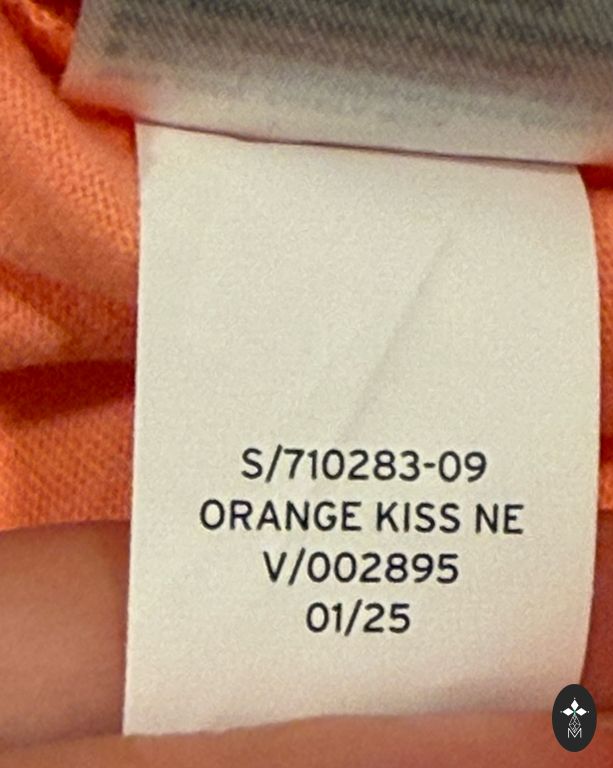 S/710283-09
ORANGE KISS NE
V/002895
01/25